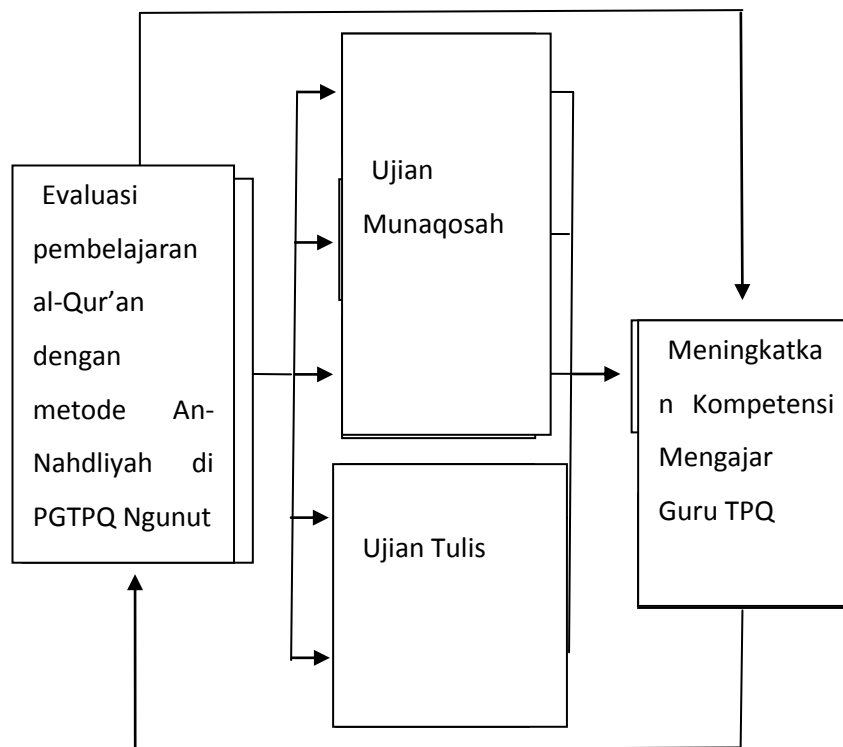 Evaluasi
pembelajaran
al-Qur’an
dengan
metode An-
Nahdliyah di
PGTPQ Ngunut
Ujian
Munaqosah
Ujian Tulis
Meningkatka
n Kompetensi
Mengajar
Guru TPQ